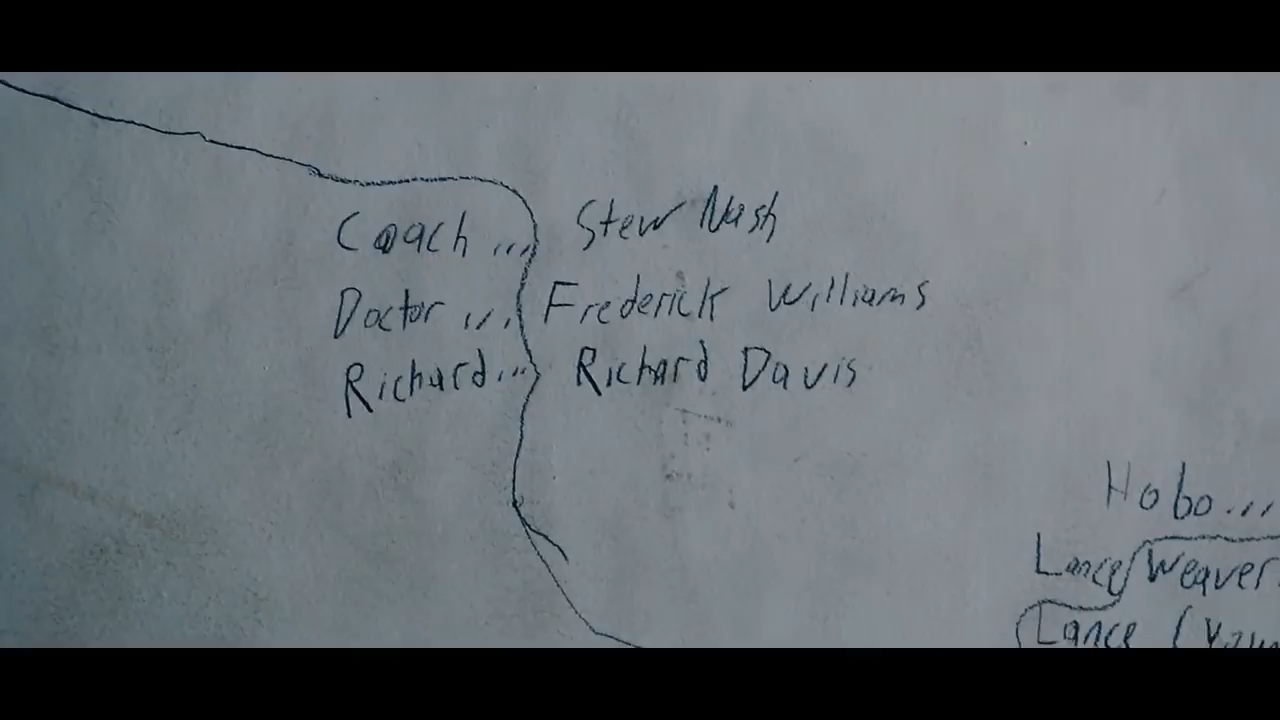 Coach ... Stew Nash
Doctor ... Frederick Williams
Richard... Richard Davis
Hobo...
Lance Weaver
Lance (